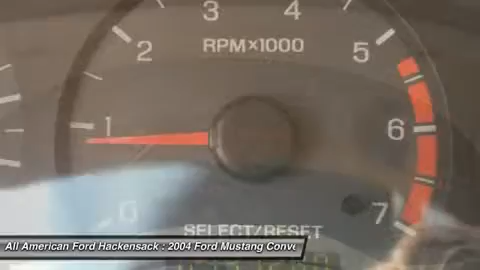 3 4
2 RPM×1000 5
1 6
0 7
SELECT/RESET
All American Ford Hackensack : 2004 Ford Mustang Conve